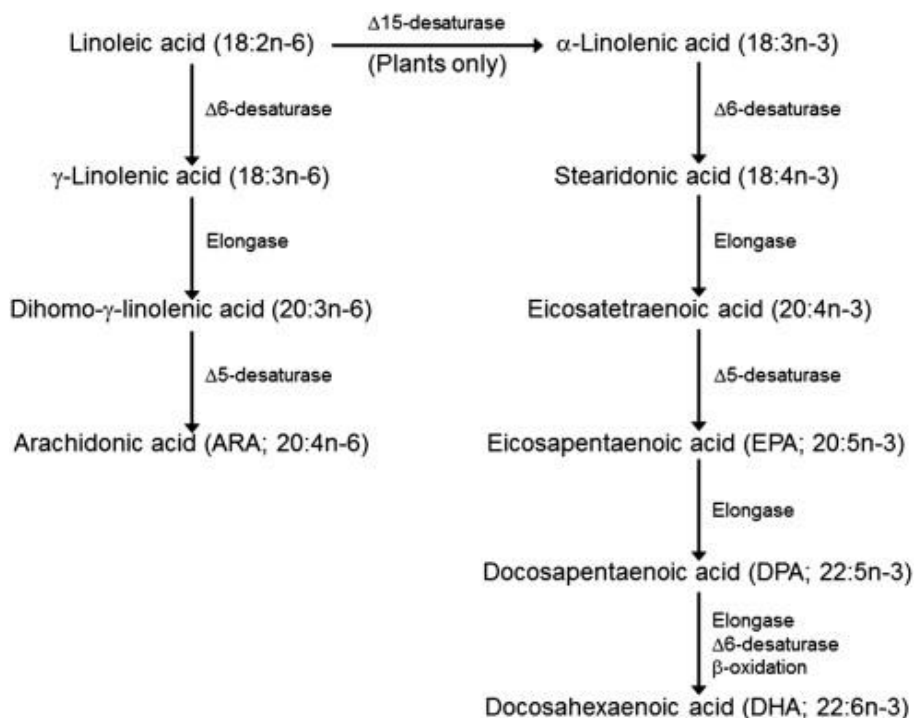 Linoleic acid (18:2n-6)
Δ15-desaturase
(Plants only)
α-Linolenic acid (18:3n-3)
Δ6-desaturase
Δ6-desaturase
γ-Linolenic acid (18:3n-6)
Stearidonic acid (18:4n-3)
Elongase
Elongase
Dihomo-γ-linolenic acid (20:3n-6)
Eicosatetraenoic acid (20:4n-3)
Δ5-desaturase
Δ5-desaturase
Arachidonic acid (ARA; 20:4n-6)
Eicosapentaenoic acid (EPA; 20:5n-3)
Elongase
Docosapentaenoic acid (DPA; 22:5n-3)
Elongase
Δ6-desaturase
β-oxidation
Docosahexaenoic acid (DHA; 22:6n-3)